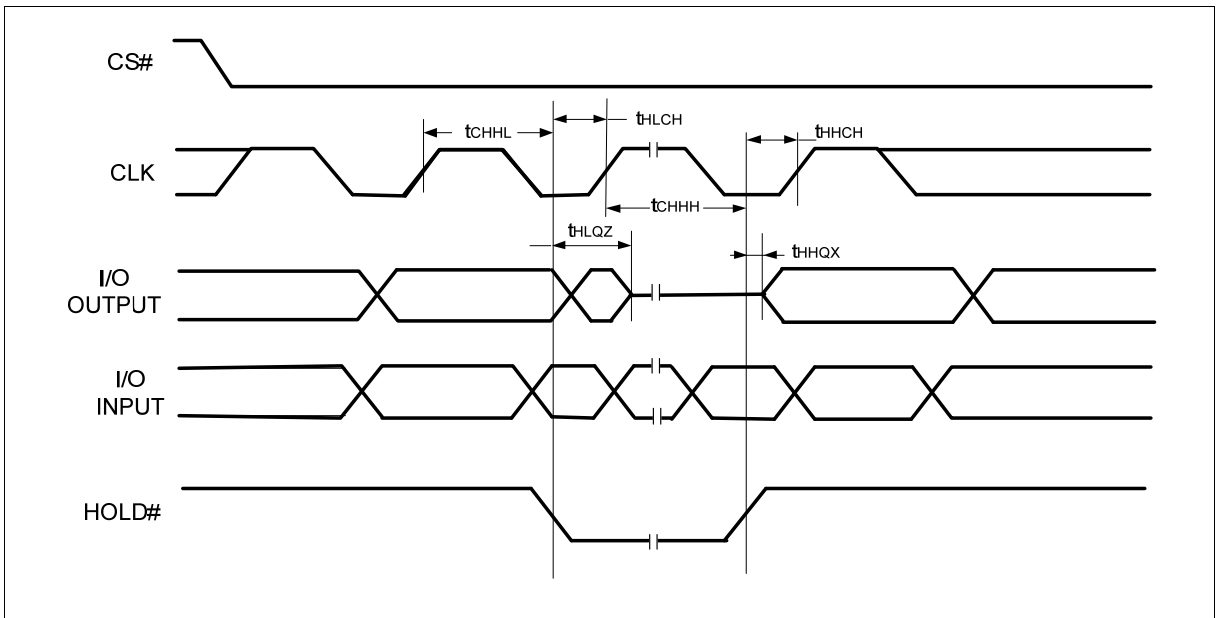 CS#
tCHHL
tHLCH
tHHCH
CLK
tCHHH
tHLQZ
tHHQX
I/O
OUTPUT
I/O
INPUT
HOLD#